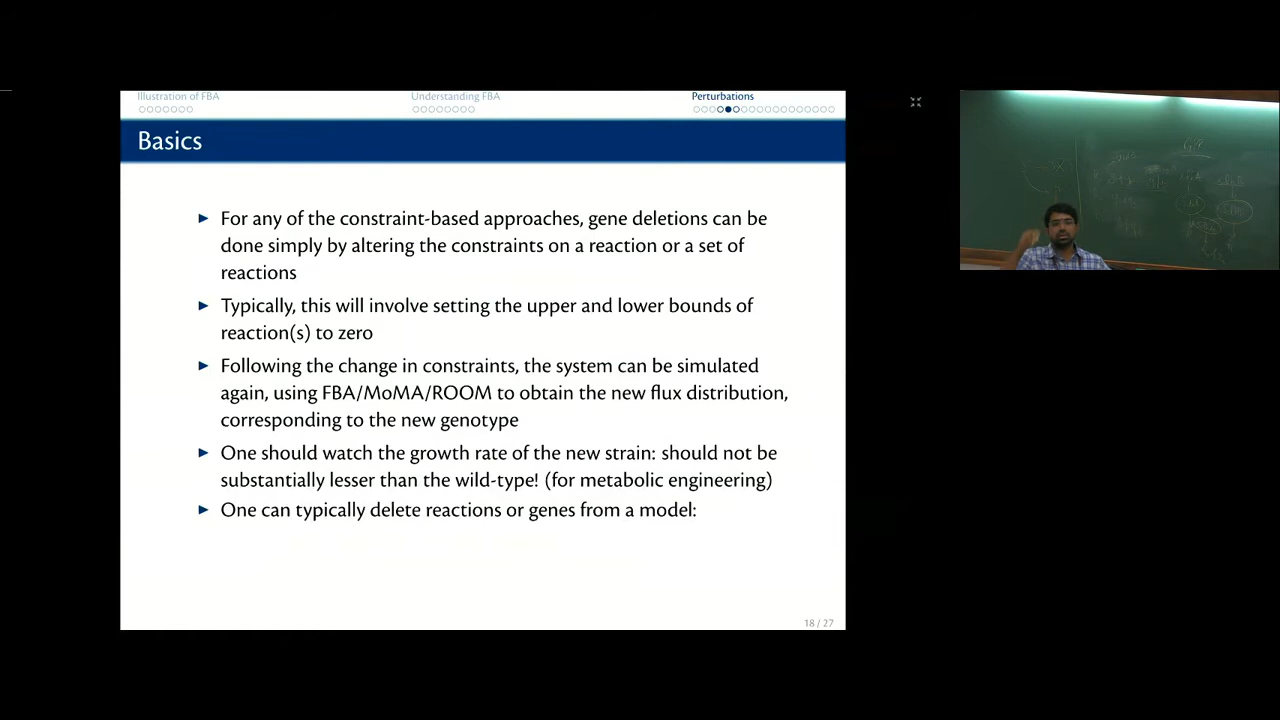 Illustration of FBA
Understanding FBA
Perturbations
Basics
► For any of the constraint-based approaches, gene deletions can be
done simply by altering the constraints on a reaction or a set of
reactions
► Typically, this will involve setting the upper and lower bounds of
reaction(s) to zero
► Following the change in constraints, the system can be simulated
again, using FBA/MoMA/ROOM to obtain the new flux distribution,
corresponding to the new genotype
► One should watch the growth rate of the new strain: should not be
substantially lesser than the wild-type! (for metabolic engineering)
► One can typically delete reactions or genes from a model:
18 / 27
GPR